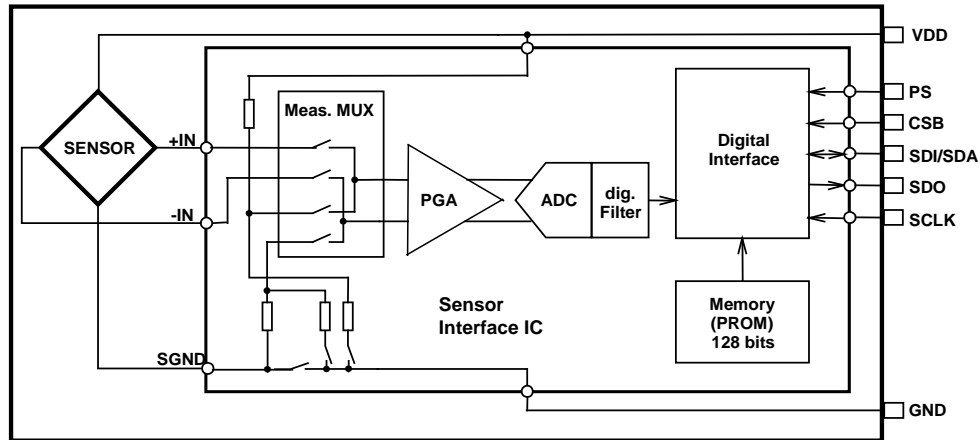 VDD
PS
CSB
SDI/SDA
SDO
SCLK
GND
SENSOR
+IN
-IN
SGND
Meas. MUX
PGA
ADC
dig.
Filter
Digital
Interface
Memory
(PROM)
128 bits
Sensor
Interface IC